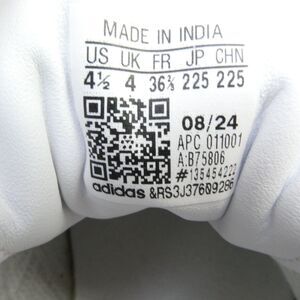 MADE IN INDIA
US UK FR JP CHN
4½ 4 36⅔ 225 225
08/24
APC 011001
A:B75806
#135454222
adidas &RS3J37609286